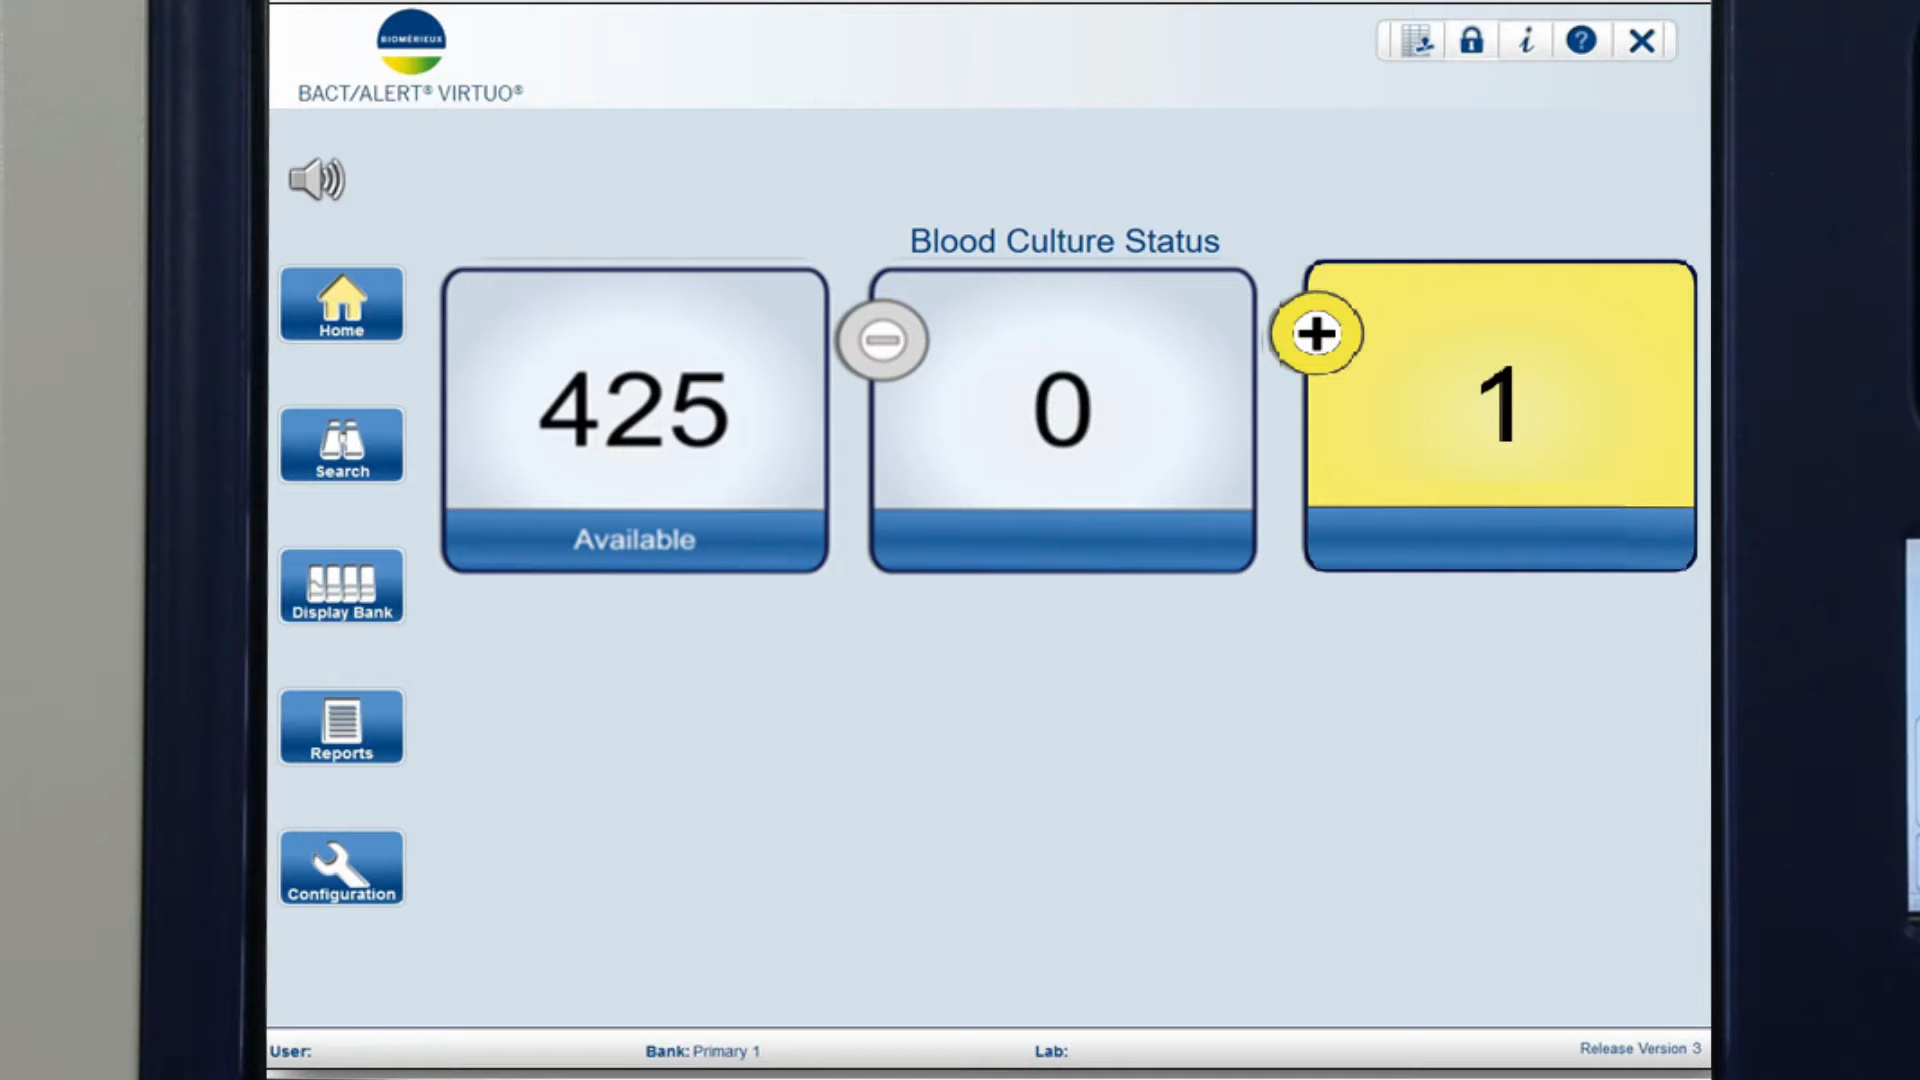 BIOMÉRIEUX
BACT/ALERT® VIRTUO®
i
?
Blood Culture Status
Home
Search
Display Bank
Reports
Configuration
425
Available
0
1
User:
Bank: Primary 1
Lab:
Release Version 3